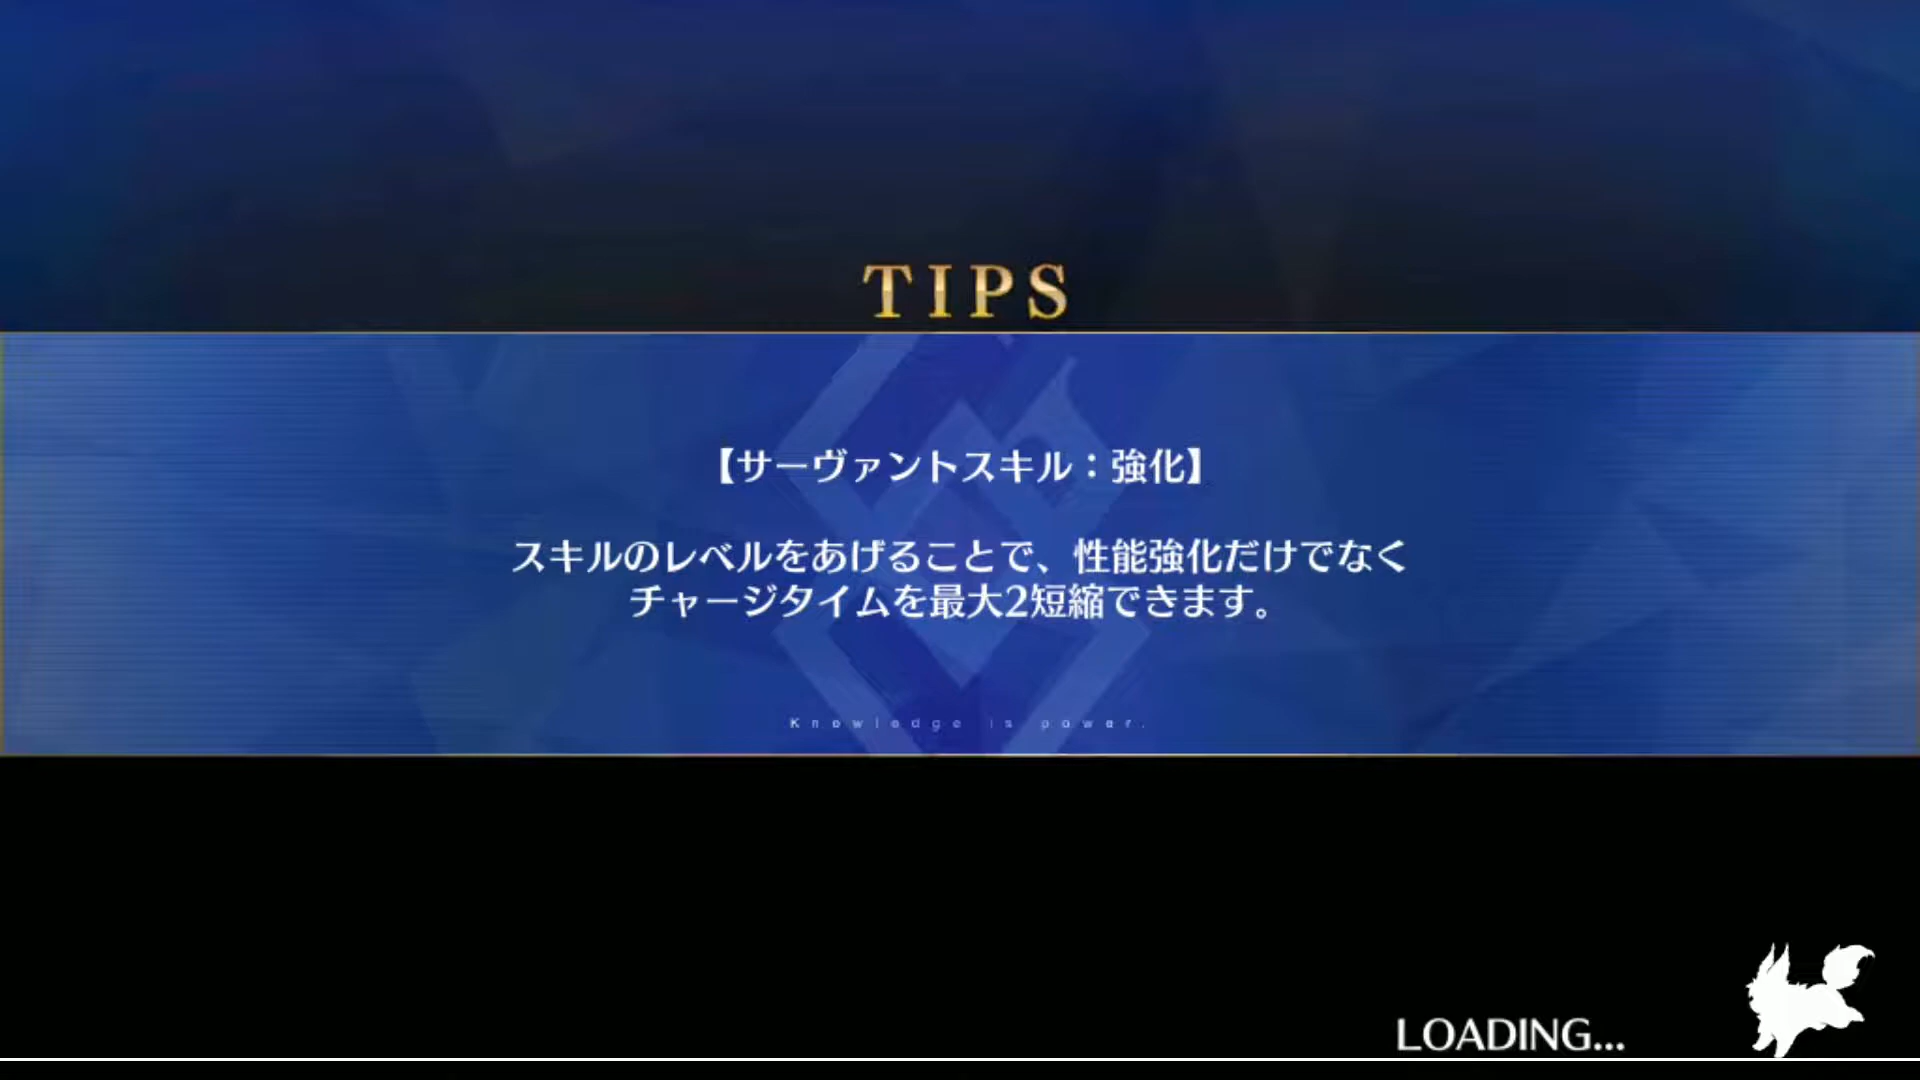 TIPS
【サーヴァントスキル：強化】
スキルのレベルをあげることで、性能強化だけでなく
チャージタイムを最大2短縮できます。
Knowledge is power.
LOADING...